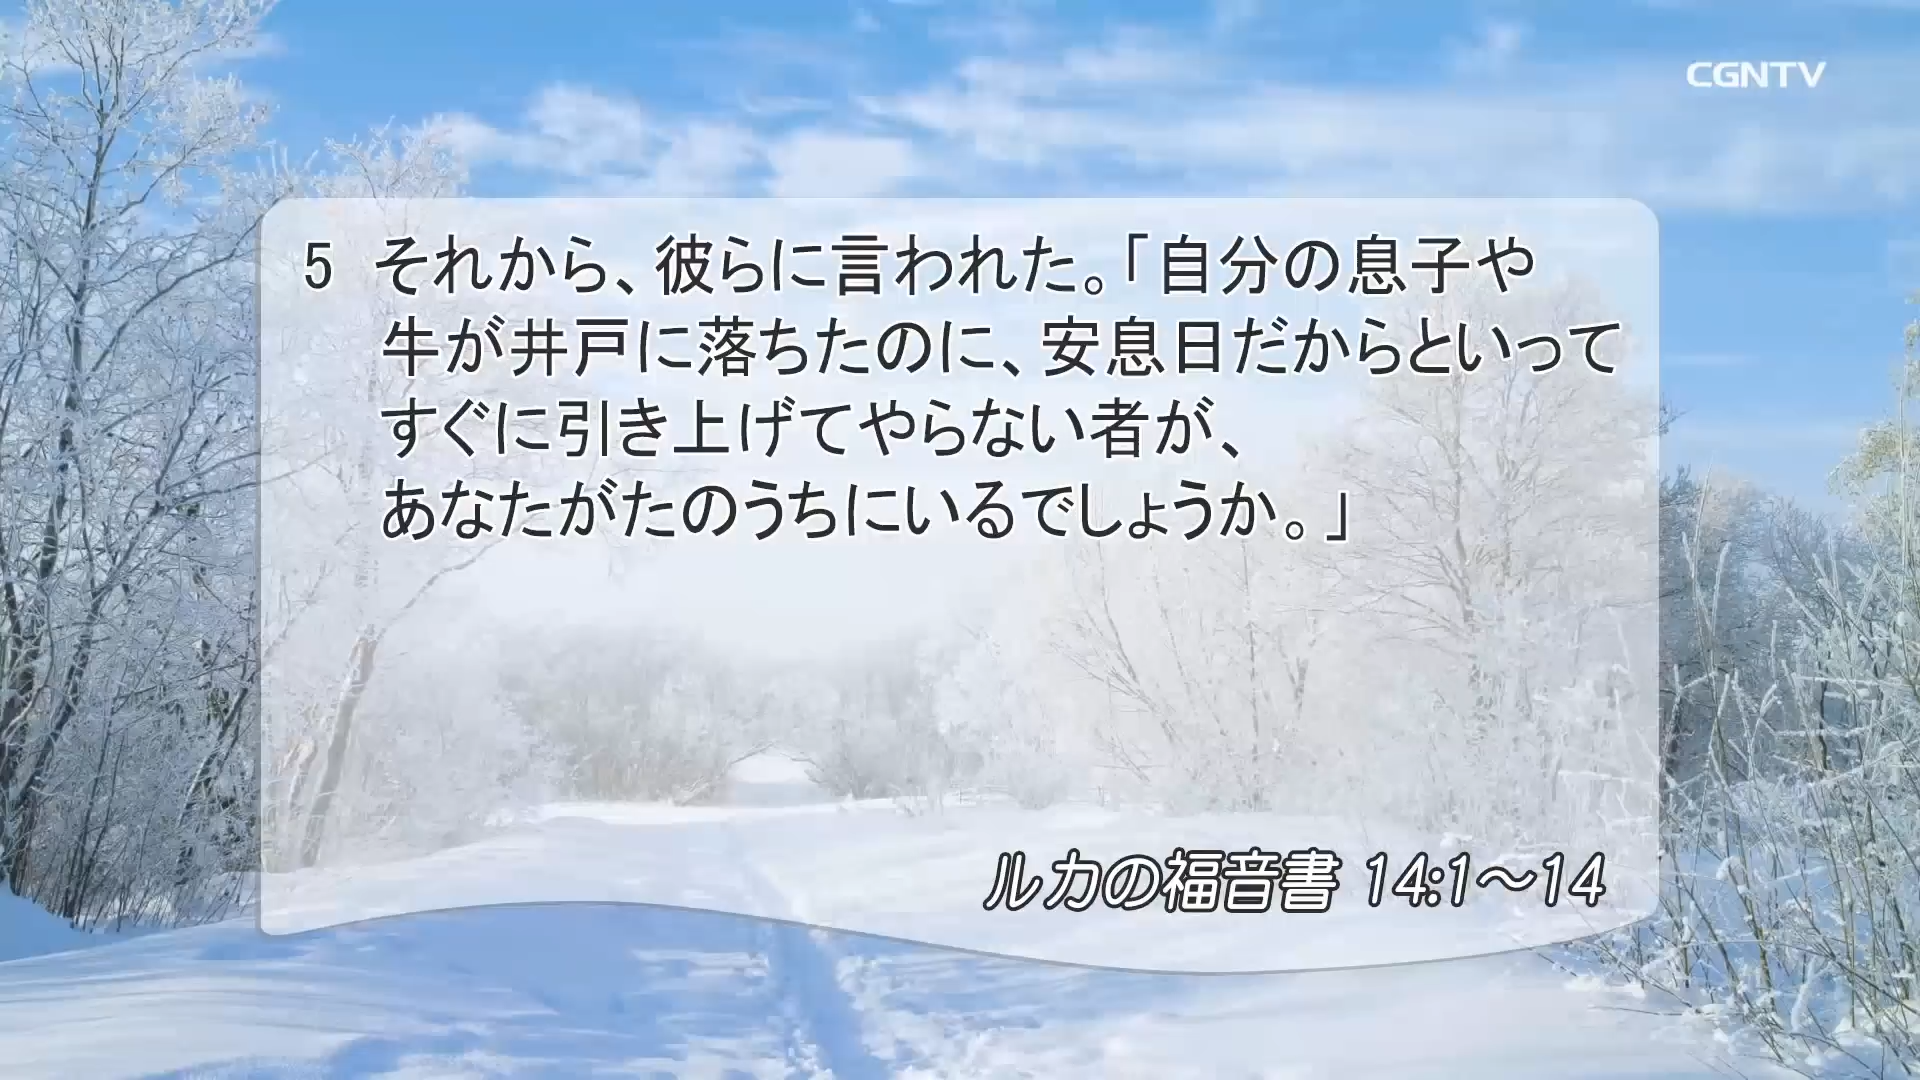 CGNTV
5 それから、彼らに言われた。「自分の息子や
牛が井戸に落ちたのに、安息日だからといって
すぐに引き上げてやらない者が、
あなたがたのうちにいるでしょうか。」
ルカの福音書 14:1〜14